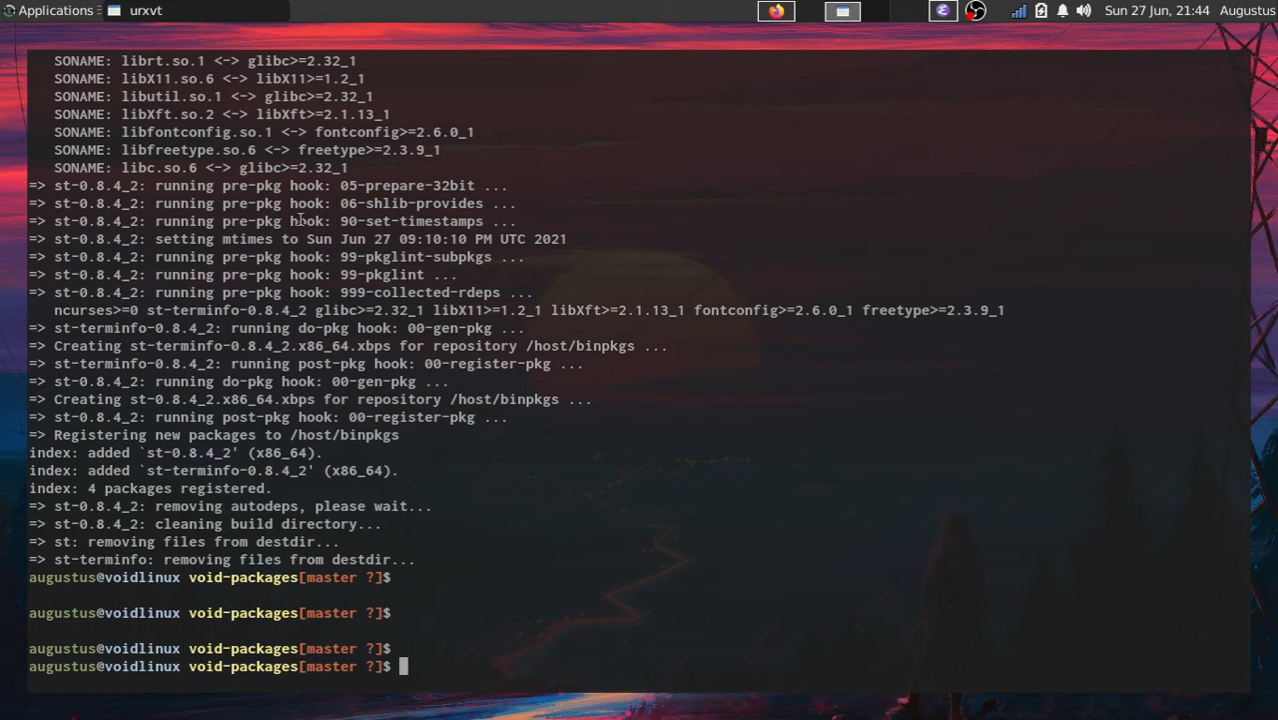 Applications
urxvt
Sun 27 Jun, 21:44
Augustus
SONAME: librt.so.1 <-> glibc>=2.32_1
SONAME: libX11.so.6 <-> libX11>=1.2_1
SONAME: libutil.so.1 <-> glibc>=2.32_1
SONAME: libXft.so.2 <-> libXft>=2.1.13_1
SONAME: libfontconfig.so.1 <-> fontconfig>=2.6.0_1
SONAME: libfreetype.so.6 <-> freetype>=2.3.9_1
SONAME: libc.so.6 <-> glibc>=2.32_1
=> st-0.8.4_2: running pre-pkg hook: 05-prepare-32bit ...
=> st-0.8.4_2: running pre-pkg hook: 06-shlib-provides ...
=> st-0.8.4_2: running pre-pkg hook: 90-set-timestamps ...
=> st-0.8.4_2: setting mtimes to Sun Jun 27 09:10:10 PM UTC 2021
=> st-0.8.4_2: running pre-pkg hook: 99-pkglint-subpkgs ...
=> st-0.8.4_2: running pre-pkg hook: 99-pkglint ...
=> st-0.8.4_2: running pre-pkg hook: 999-collected-rdeps ...
ncurses>=0 st-terminfo-0.8.4_2 glibc>=2.32_1 libX11>=1.2_1 libXft>=2.1.13_1 fontconfig>=2.6.0_1 freetype>=2.3.9_1
=> st-terminfo-0.8.4_2: running do-pkg hook: 00-gen-pkg ...
=> Creating st-terminfo-0.8.4_2.x86_64.xbps for repository /host/binpkgs ...
=> st-terminfo-0.8.4_2: running post-pkg hook: 00-register-pkg ...
=> st-0.8.4_2: running do-pkg hook: 00-gen-pkg ...
=> Creating st-0.8.4_2.x86_64.xbps for repository /host/binpkgs ...
=> st-0.8.4_2: running post-pkg hook: 00-register-pkg ...
=> Registering new packages to /host/binpkgs
index: added `st-0.8.4_2' (x86_64).
index: added `st-terminfo-0.8.4_2' (x86_64).
index: 4 packages registered.
=> st-0.8.4_2: removing autodeps, please wait...
=> st-0.8.4_2: cleaning build directory...
=> st: removing files from destdir...
=> st-terminfo: removing files from destdir...
augustus@voidlinux void-packages[master ?]$
augustus@voidlinux void-packages[master ?]$
augustus@voidlinux void-packages[master ?]$
augustus@voidlinux void-packages[master ?]$